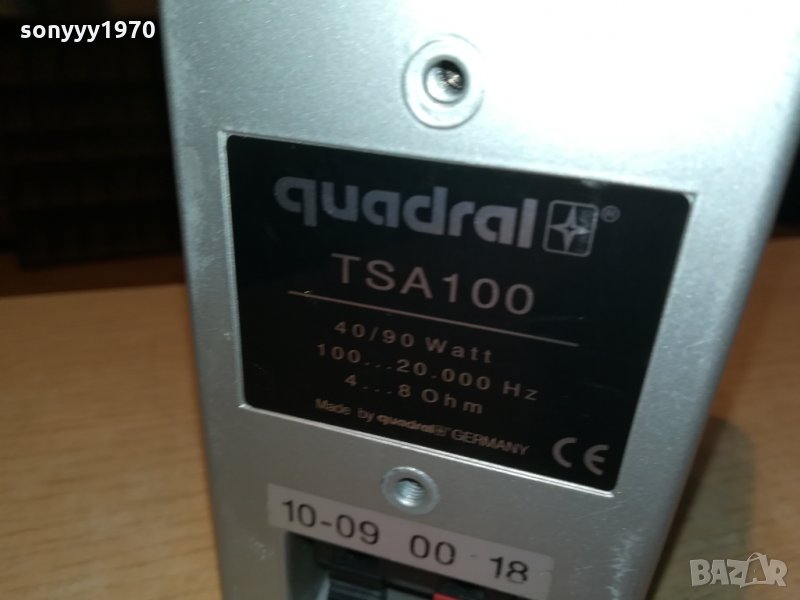 sonyyy1970
quadral®
TSA100
40/90 Watt
100...20.000 Hz
4...8 Ohm
Made by quadral GERMANY
CE
10-09 00 18
BAZAR